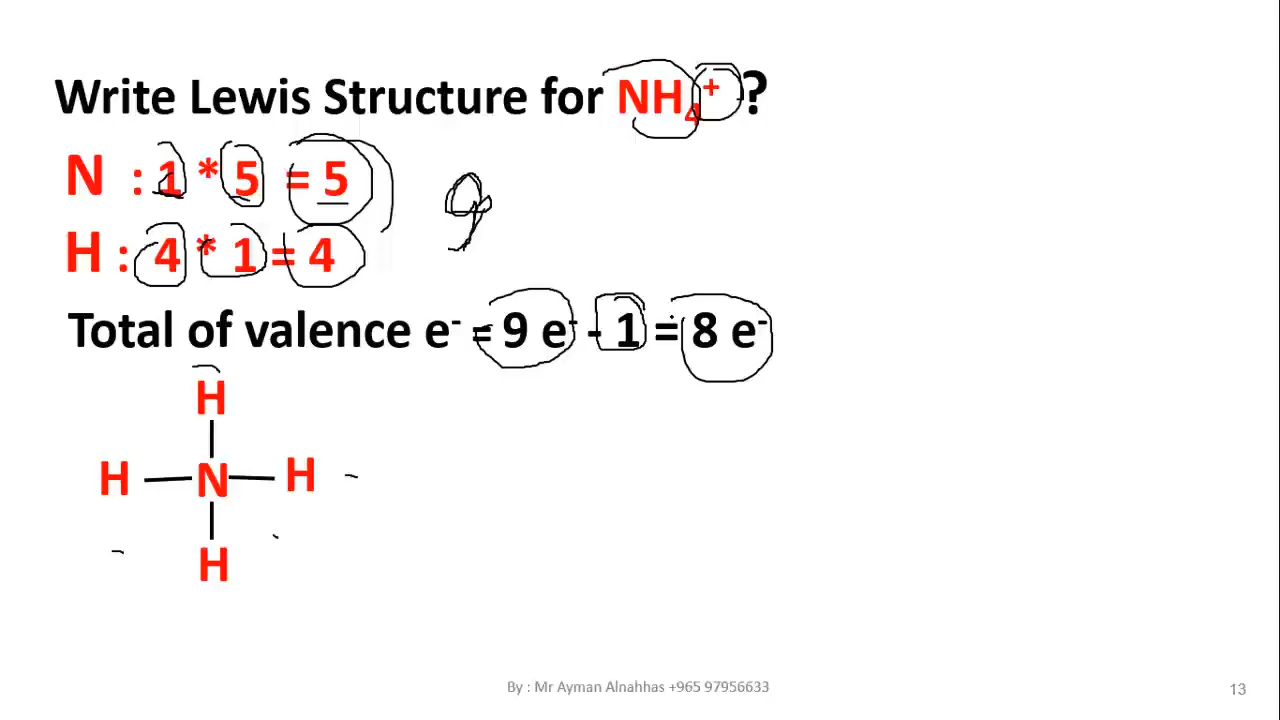 Write Lewis Structure for NH₄⁺ ?
N : 1 * 5 = 5
9
H : 4 * 1 = 4
Total of valence e⁻ = 9 e⁻ - 1 = 8 e⁻
H
H N H
H
By : Mr Ayman Alnahhas +965 97956633
13